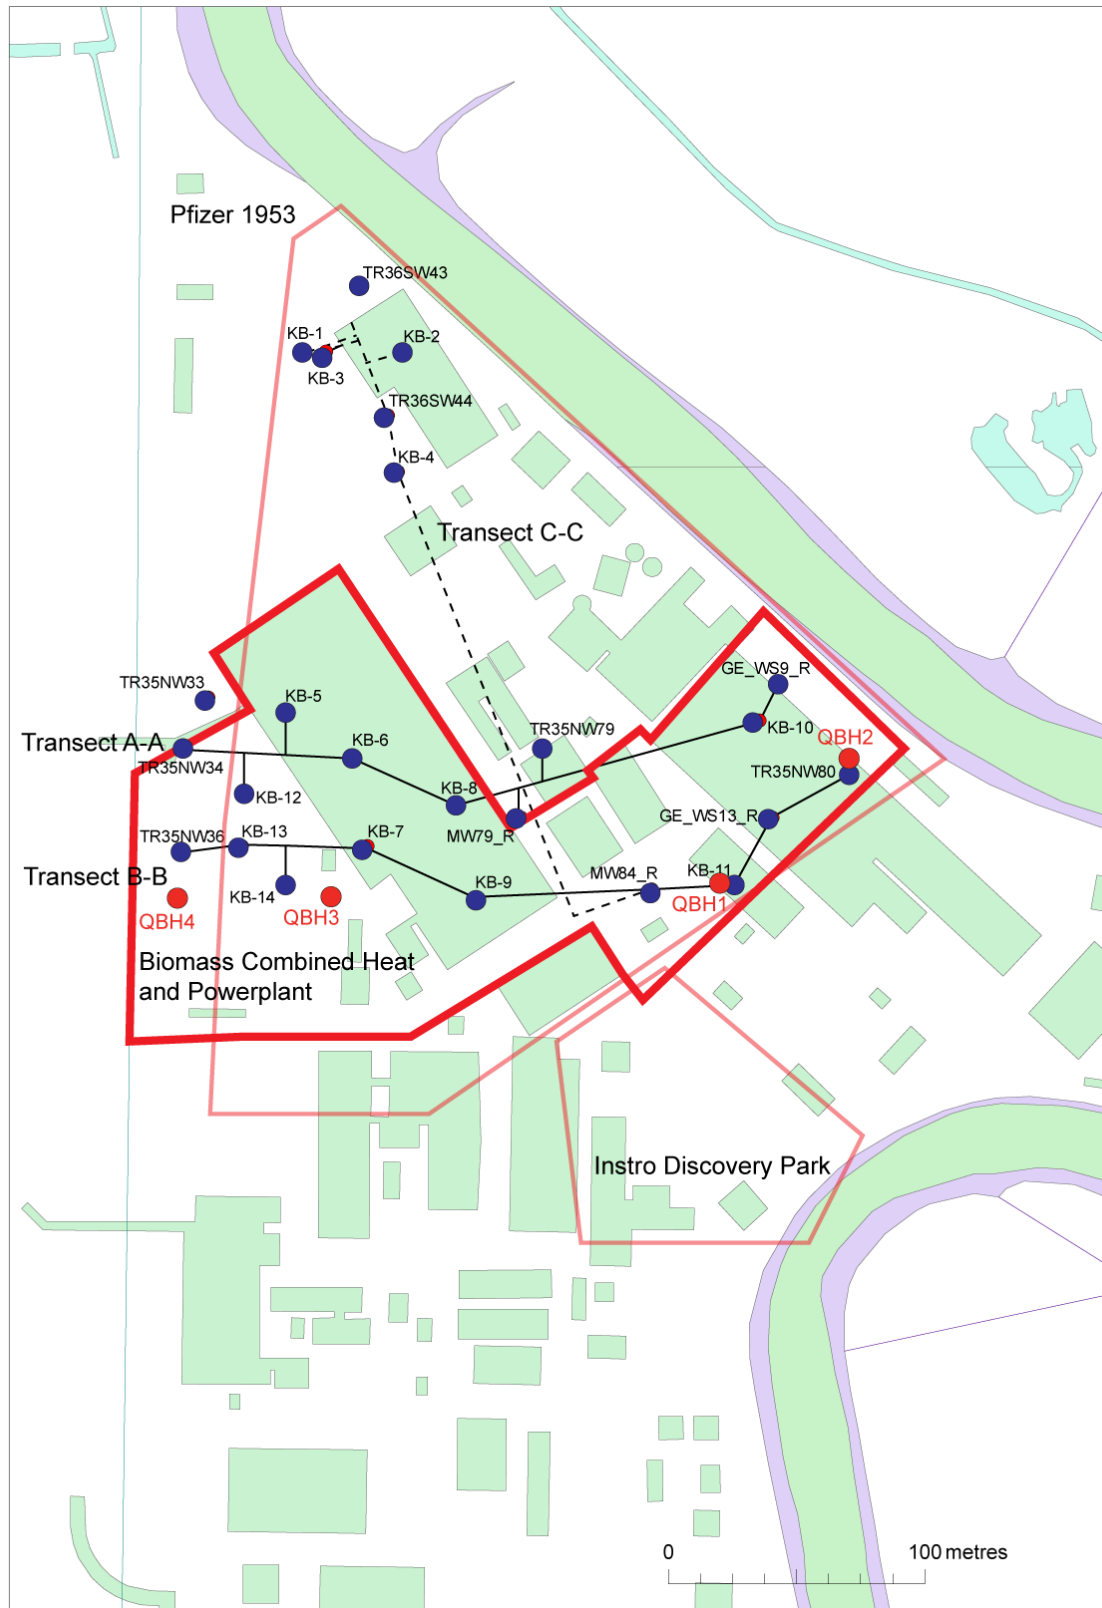 Pfizer 1953
TR36SW43
KB-1
KB-2
KB-3
TR36SW44
KB-4
Transect C-C
GE_WS9_R
TR35NW33
KB-5
TR35NW79
KB-10
QBH2
Transect A-A
KB-6
TR35NW34
TR35NW80
KB-12
KB-8
GE_WS13_R
TR35NW36
KB-13
KB-7
MW79_R
Transect B-B
KB-14
KB-9
MW84_R
KB-11
QBH4
QBH3
QBH1
Biomass Combined Heat
and Powerplant
Instro Discovery Park
0
100 metres